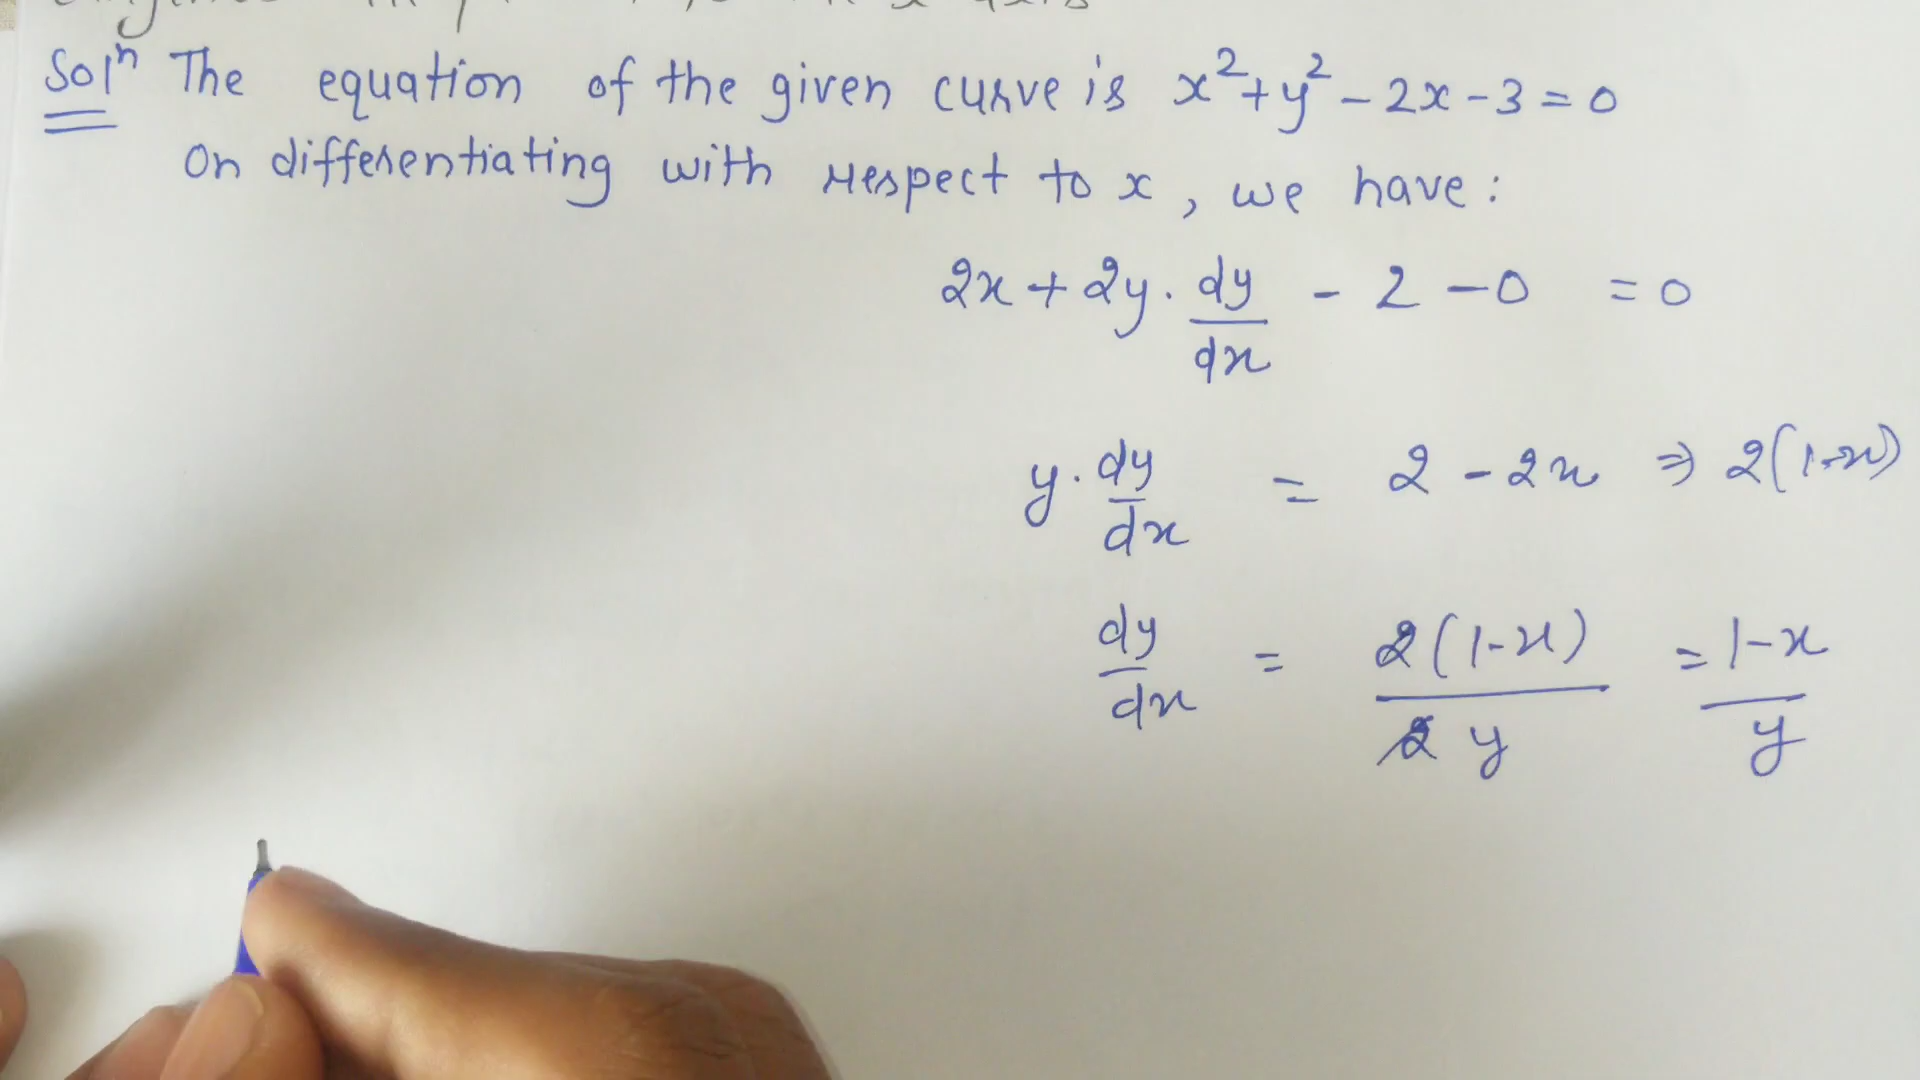 Solⁿ The equation of the given curve is x²+y²-2x-3=0
On differentiating with respect to x, we have:
2x+2y.dy/dx - 2 - 0 = 0
y.dy/dx = 2 - 2x ⇒ 2(1-x)
dy/dx = 2(1-x)/2y = 1-x/y